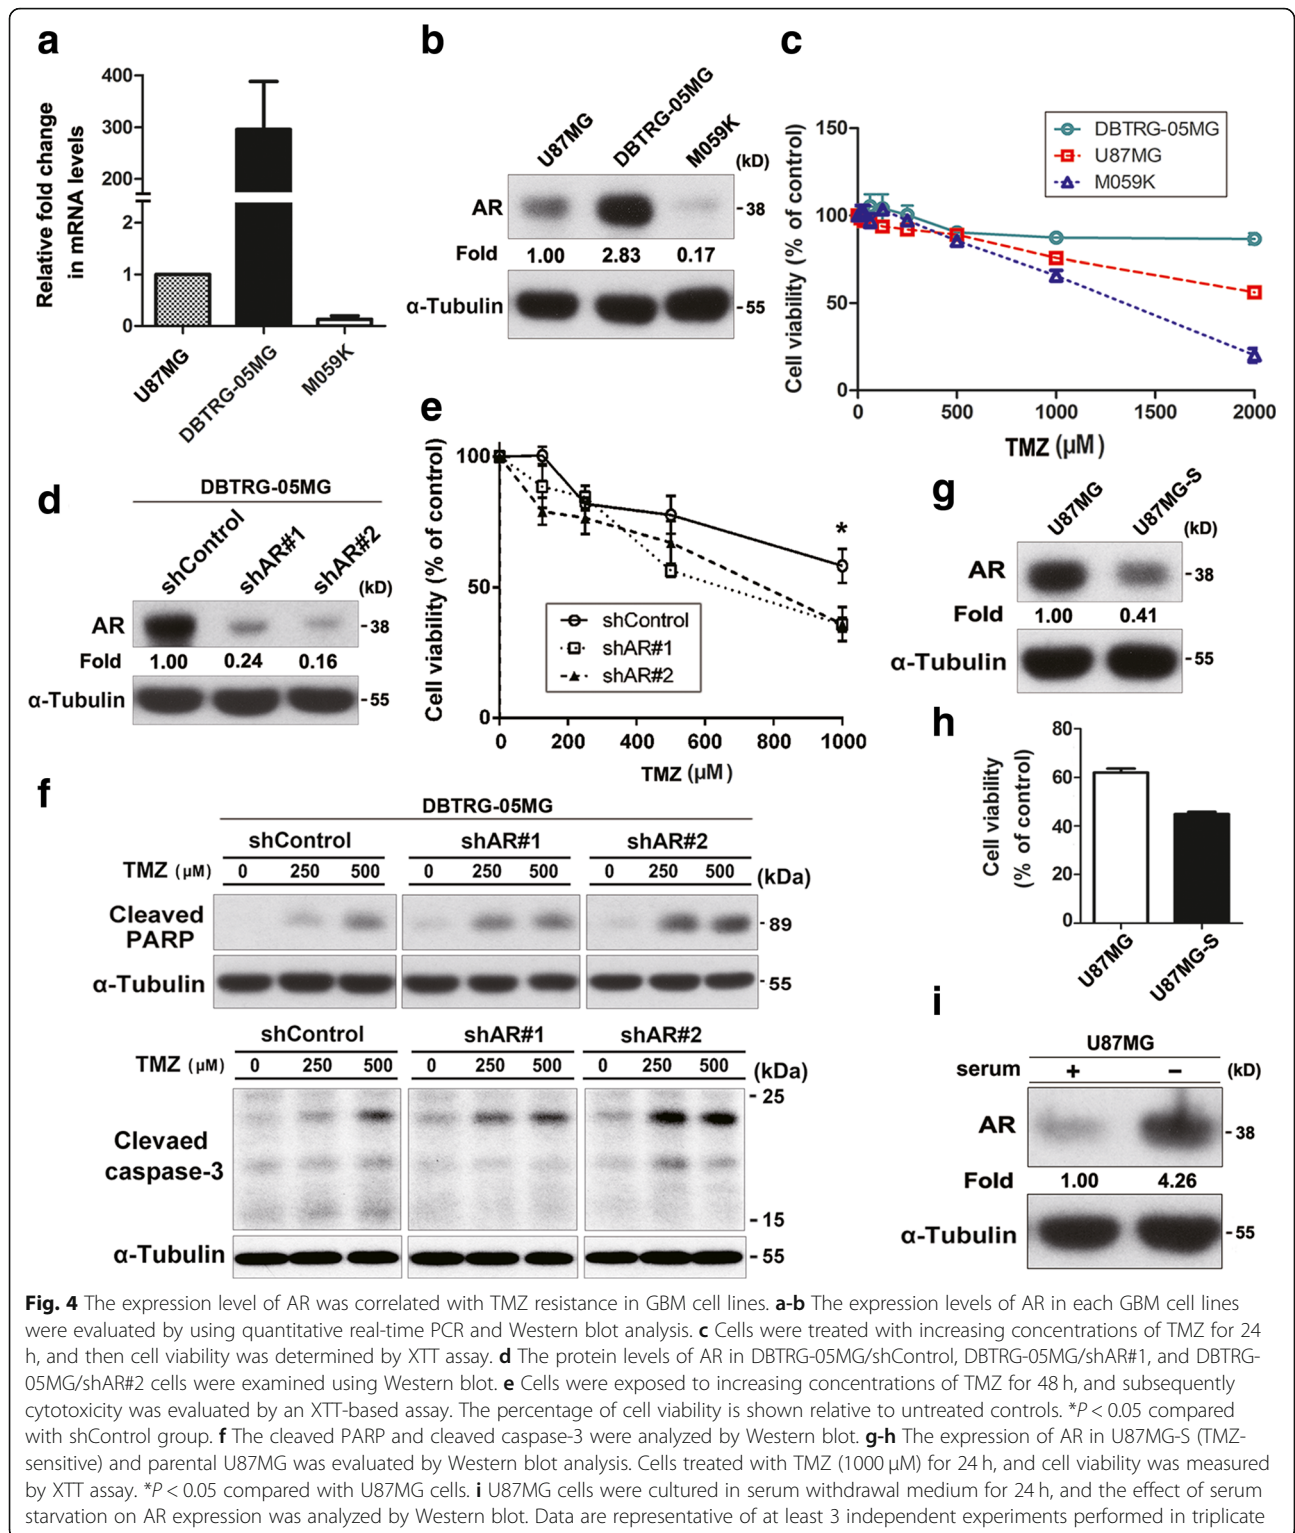 a
Relative fold change
in mRNA levels
400
300
200
2
1
0
U87MG
DBTRG-05MG
M059K
b
U87MG
DBTRG-05MG
M059K
(kD)
AR
-38
Fold
1.00 2.83 0.17
α-Tubulin
-55
c
Cell viability (% of control)
150
100
50
0
0 500 1000 1500 2000
TMZ (µM)
DBTRG-05MG
U87MG
M059K
d
DBTRG-05MG
shControl
shAR#1
shAR#2
(kD)
AR
-38
Fold 1.00 0.24 0.16
α-Tubulin
-55
e
Cell viability (% of control)
100
50
0
0 200 400 600 800 1000
TMZ (µM)
*
shControl
shAR#1
shAR#2
f
DBTRG-05MG
shControl shAR#1 shAR#2
TMZ (µM) 0 250 500 0 250 500 0 250 500 (kDa)
Cleaved
PARP
-89
α-Tubulin
-55
shControl shAR#1 shAR#2
TMZ (µM) 0 250 500 0 250 500 0 250 500 (kDa)
-25
Clevaed
caspase-3
-15
α-Tubulin
-55
g
U87MG
U87MG-S
(kD)
AR
-38
Fold 1.00 0.41
α-Tubulin
-55
h
Cell viability
(% of control)
80
60
40
20
0
U87MG
U87MG-S
i
U87MG
serum + − (kD)
AR
-38
Fold 1.00 4.26
α-Tubulin
-55
Fig. 4 The expression level of AR was correlated with TMZ resistance in GBM cell lines. a-b The expression levels of AR in each GBM cell lines
were evaluated by using quantitative real-time PCR and Western blot analysis. c Cells were treated with increasing concentrations of TMZ for 24
h, and then cell viability was determined by XTT assay. d The protein levels of AR in DBTRG-05MG/shControl, DBTRG-05MG/shAR#1, and DBTRG-
05MG/shAR#2 cells were examined using Western blot. e Cells were exposed to increasing concentrations of TMZ for 48 h, and subsequently
cytotoxicity was evaluated by an XTT-based assay. The percentage of cell viability is shown relative to untreated controls. *P < 0.05 compared
with shControl group. f The cleaved PARP and cleaved caspase-3 were analyzed by Western blot. g-h The expression of AR in U87MG-S (TMZ-
sensitive) and parental U87MG was evaluated by Western blot analysis. Cells treated with TMZ (1000 µM) for 24 h, and cell viability was measured
by XTT assay. *P < 0.05 compared with U87MG cells. i U87MG cells were cultured in serum withdrawal medium for 24 h, and the effect of serum
starvation on AR expression was analyzed by Western blot. Data are representative of at least 3 independent experiments performed in triplicate